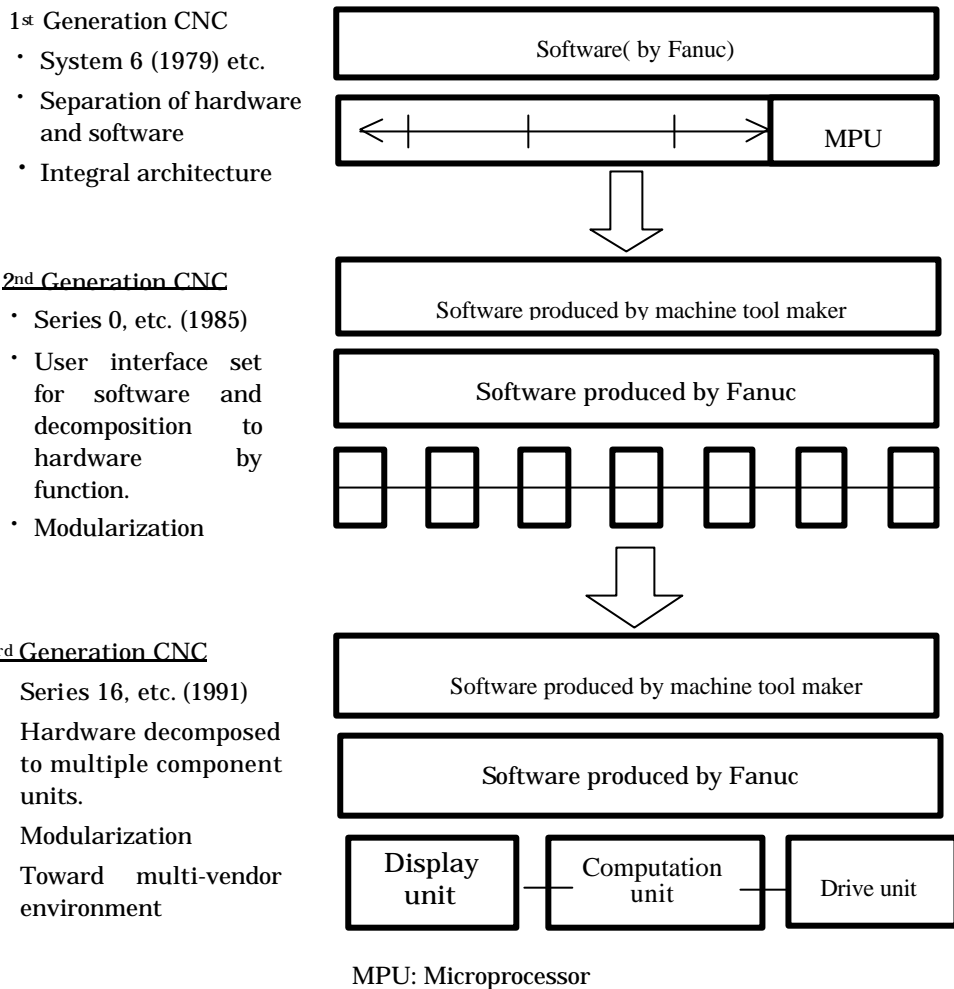 1st Generation CNC
· System 6 (1979) etc.
· Separation of hardware
and software
· Integral architecture
Software( by Fanuc)
MPU
2nd Generation CNC
· Series 0, etc. (1985)
· User interface set
for software and
decomposition to
hardware by
function.
· Modularization
Software produced by machine tool maker
Software produced by Fanuc
rd Generation CNC
Series 16, etc. (1991)
Hardware decomposed
to multiple component
units.
Modularization
Toward multi-vendor
environment
Software produced by machine tool maker
Software produced by Fanuc
Display
unit
Computation
unit
Drive unit
MPU: Microprocessor